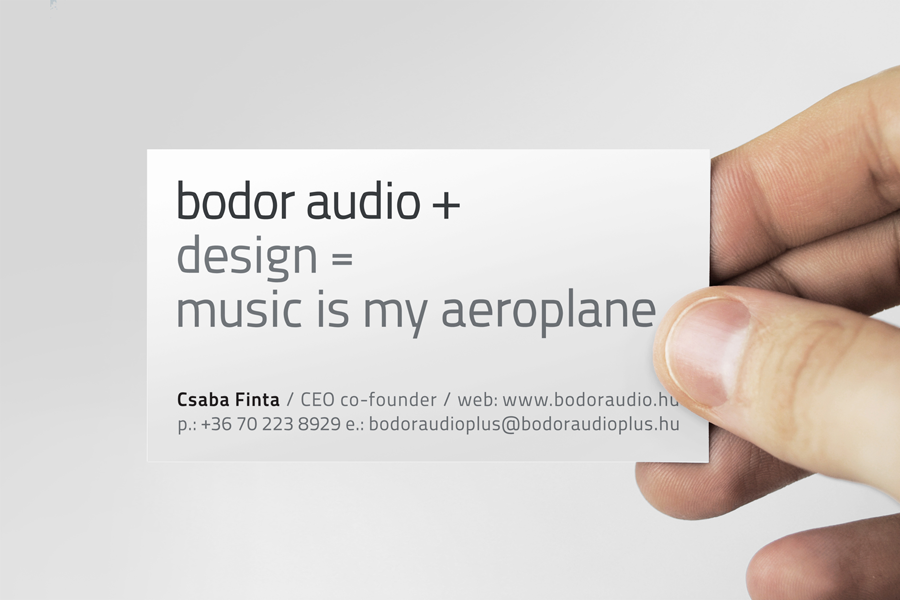 bodor audio +
design =
music is my aeroplane
Csaba Finta / CEO co-founder / web: www.bodoraudio.hu
p.: +36 70 223 8929 e.: bodoraudioplus@bodoraudioplus.hu